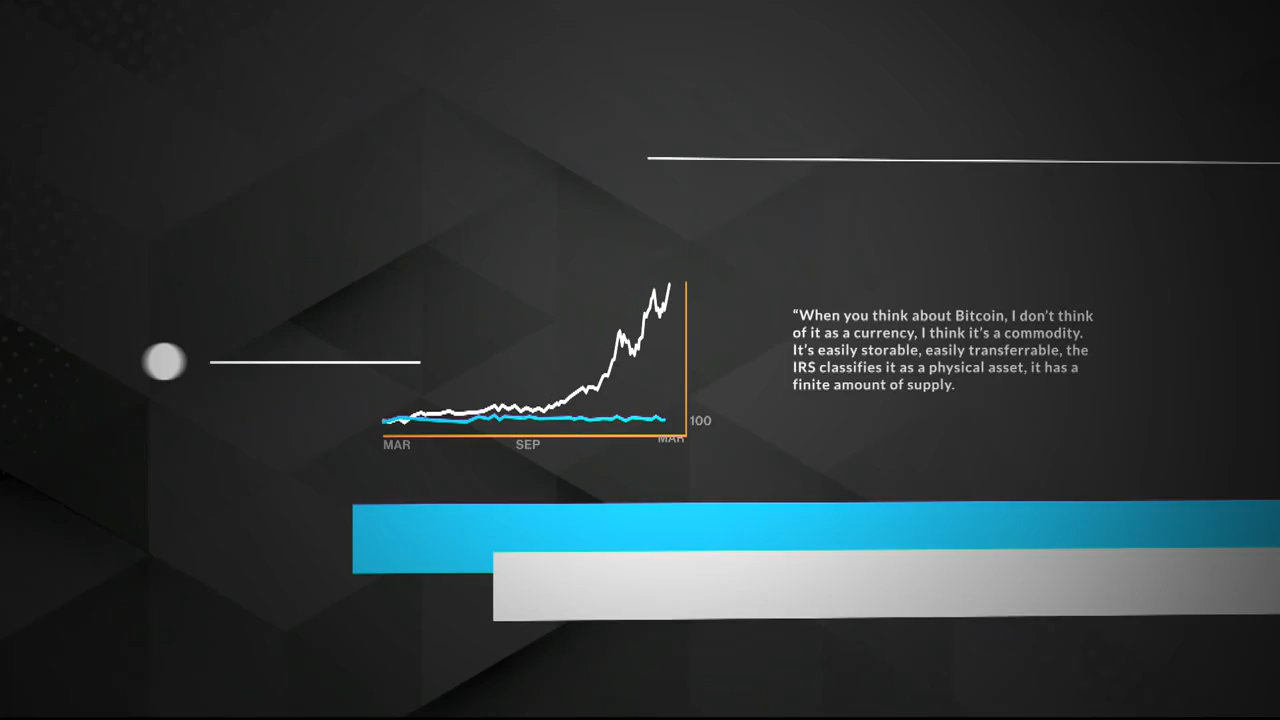 “When you think about Bitcoin, I don’t think
of it as a currency, I think it’s a commodity.
It’s easily storable, easily transferrable, the
IRS classifies it as a physical asset, it has a
finite amount of supply.
100
MAR SEP MAR